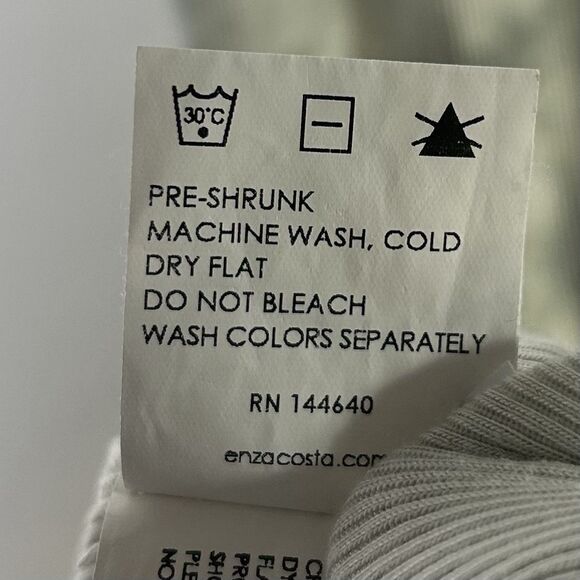 30°C
PRE-SHRUNK
MACHINE WASH, COLD
DRY FLAT
DO NOT BLEACH
WASH COLORS SEPARATELY
RN 144640
enzacosta.com